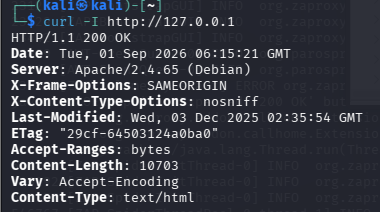 ┌──(kali㉿kali)-[~]
└─$ curl -I http://127.0.0.1
HTTP/1.1 200 OK
Date: Tue, 01 Sep 2026 06:15:21 GMT
Server: Apache/2.4.65 (Debian)
X-Frame-Options: SAMEORIGIN
X-Content-Type-Options: nosniff
Last-Modified: Wed, 03 Dec 2025 02:35:54 GMT
ETag: "29cf-64503124a0ba0"
Accept-Ranges: bytes
Content-Length: 10703
Vary: Accept-Encoding
Content-Type: text/html